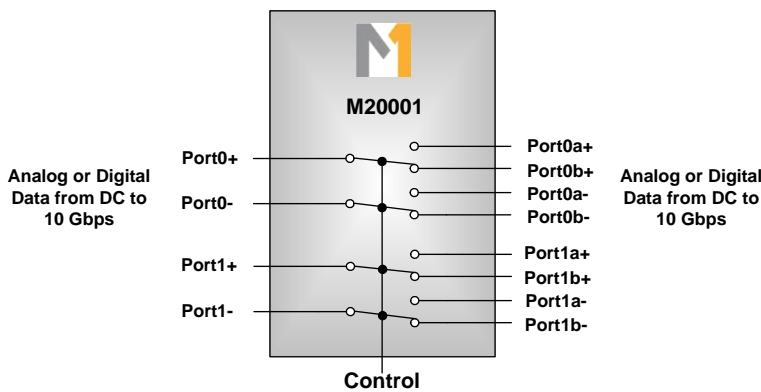 M20001
Port0+
Port0-
Port1+
Port1-
Port0a+
Port0b+
Port0a-
Port0b-
Port1a+
Port1b+
Port1a-
Port1b-
Analog or Digital
Data from DC to
10 Gbps
Analog or Digital
Data from DC to
10 Gbps
Control